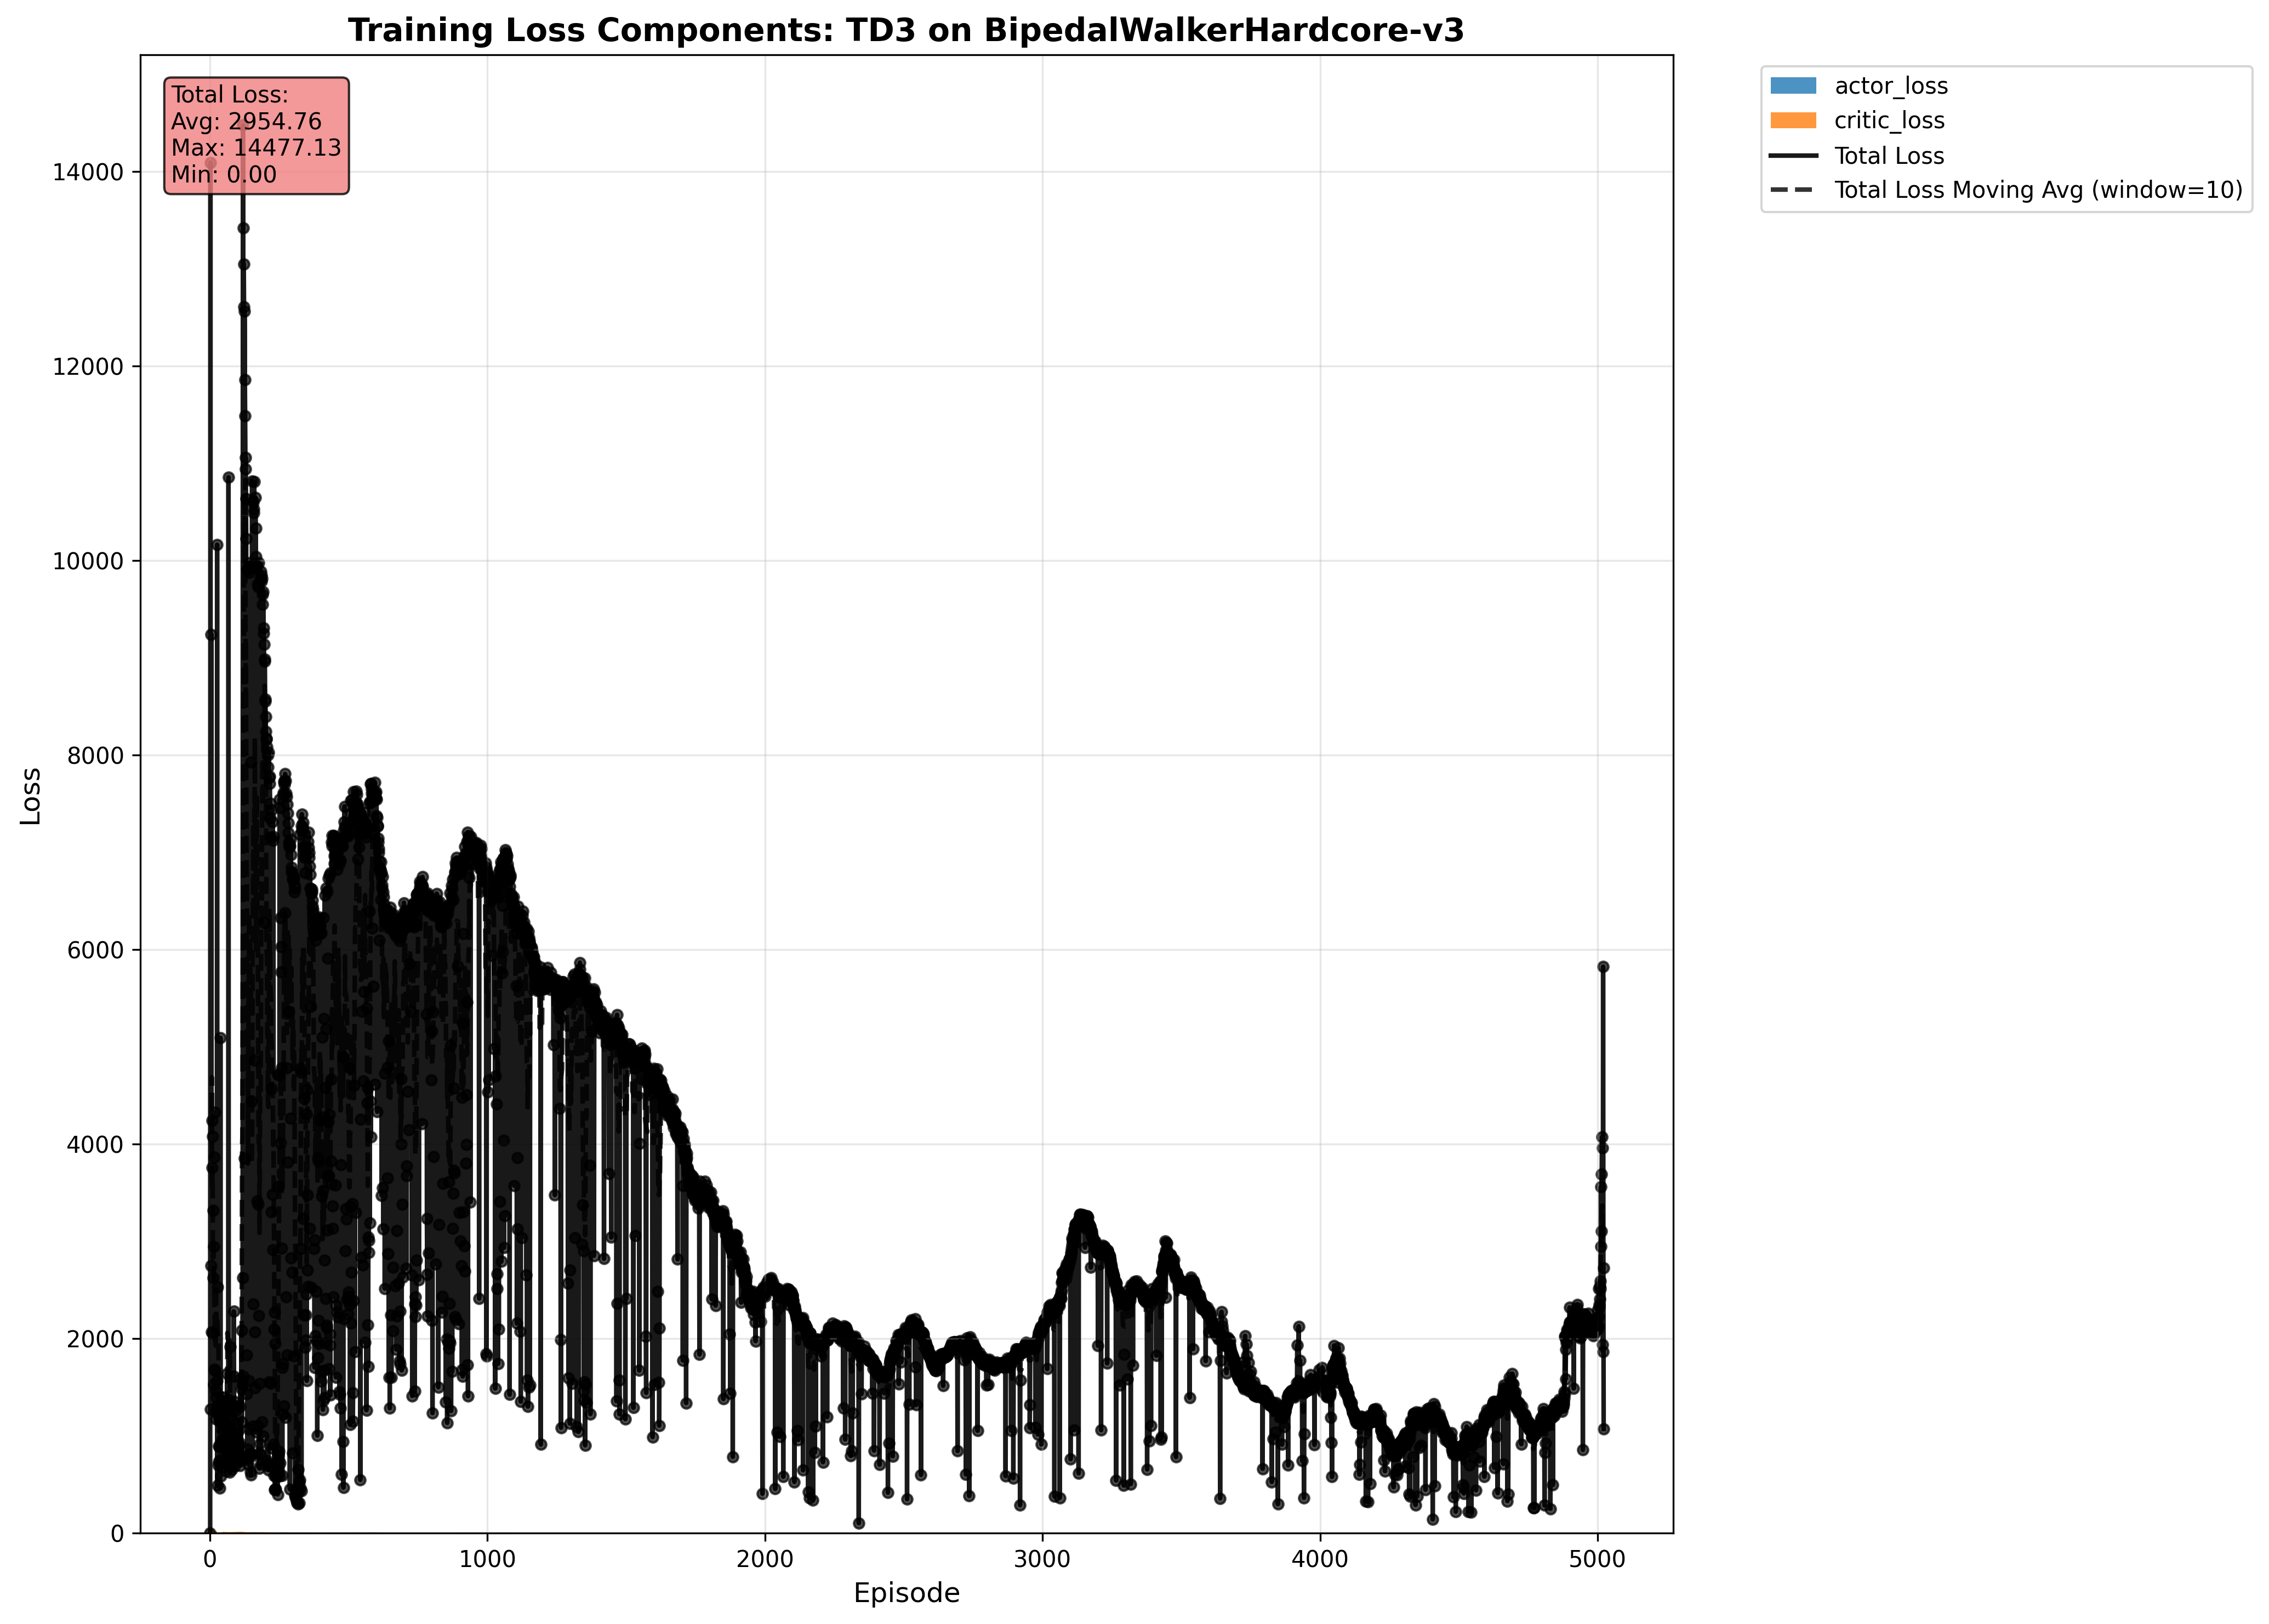 Training Loss Components: TD3 on BipedalWalkerHardcore-v3
Total Loss:
Avg: 2954.76
Max: 14477.13
Min: 0.00
actor_loss
critic_loss
Total Loss
Total Loss Moving Avg (window=10)
14000
12000
10000
8000
6000
4000
2000
0
Loss
0
1000
2000
3000
4000
5000
Episode